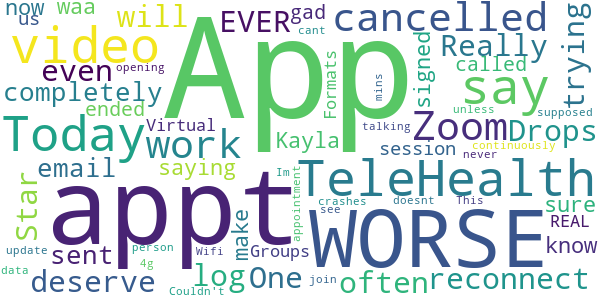 now waa will EVER gad cancelled
us cant trying
video App Formats signed Really
even opening called say
completely mins
ended Virtual Kayla talking unless supposed
Today work Zoom Drops
session continuously
email saying Im never
Star appt appointment TeleHealth
crashes doesnt This sure
sent make see WORSE REAL
update person Groups know
4g Wifi
deserve log One join often reconnect
data Couldn't